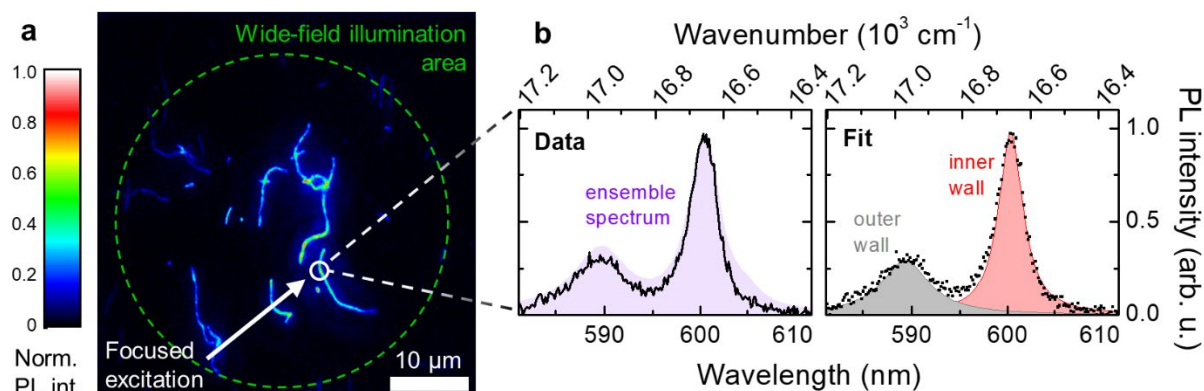 a
1.0
0.8
0.6
0.4
0.2
0
Norm.
PL int.
Wide-field illumination
area
Focused
excitation
10 μm
b
Wavenumber (10³ cm⁻¹)
17.2 17.0 16.8 16.6 16.4
17.2 17.0 16.8 16.6 16.4
Data
ensemble
spectrum
Fit
inner
wall
outer
wall
1.0
0.5
0.0
PL intensity (arb. u.)
590 600 610
590 600 610
Wavelength (nm)